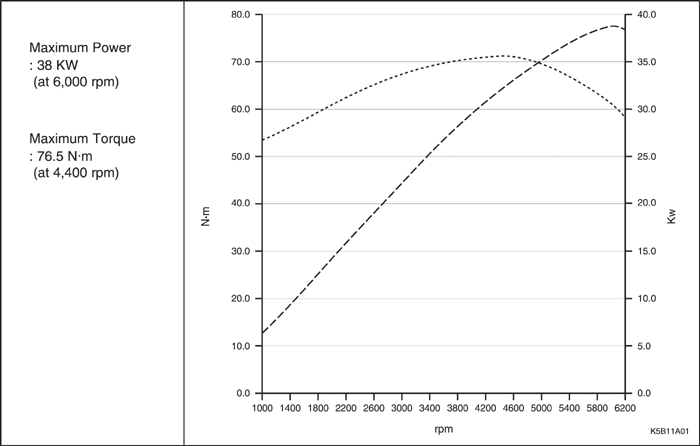 Maximum Power
: 38 KW
(at 6,000 rpm)
Maximum Torque
: 76.5 N·m
(at 4,400 rpm)
80.0
70.0
60.0
50.0
40.0
30.0
20.0
10.0
0.0
N·m
40.0
35.0
30.0
25.0
20.0
15.0
10.0
5.0
0.0
Kw
1000 1400 1800 2200 2600 3000 3400 3800 4200 4600 5000 5400 5800 6200
rpm
K5B11A01